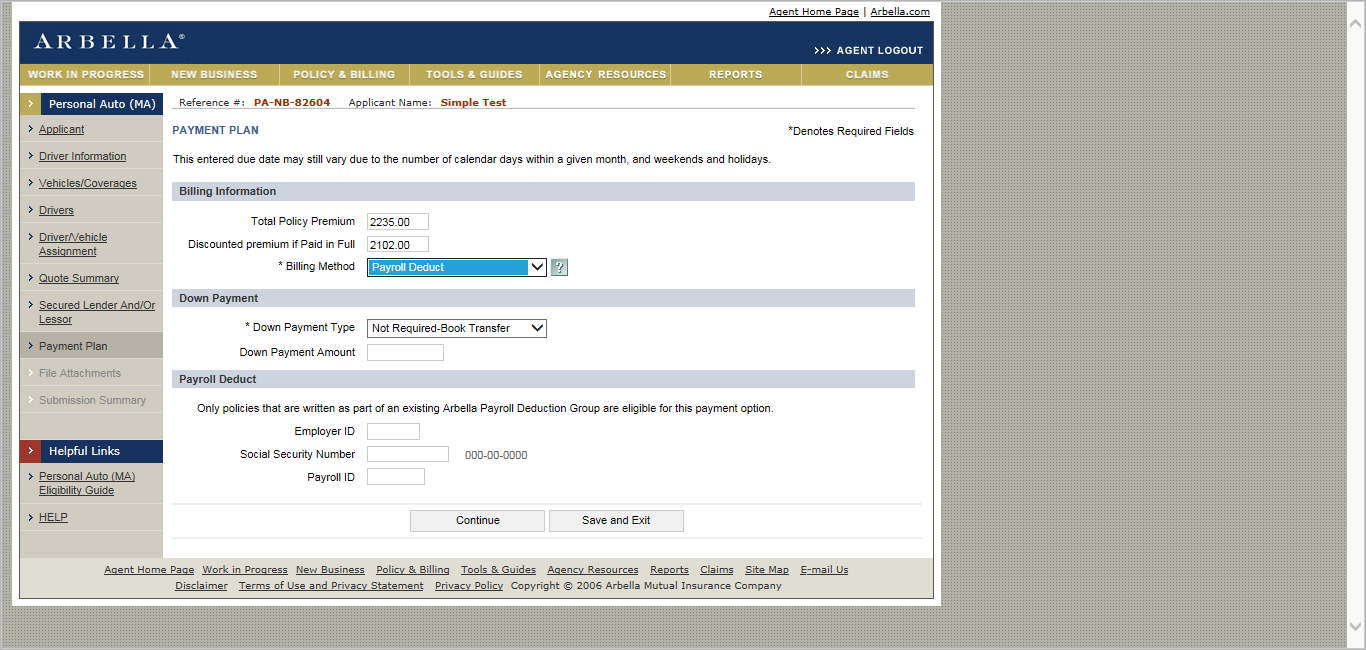 Agent Home Page | Arbella.com
ARBELLA®
>>> AGENT LOGOUT
WORK IN PROGRESS NEW BUSINESS POLICY & BILLING TOOLS & GUIDES AGENCY RESOURCES REPORTS CLAIMS
Personal Auto (MA)
Applicant
Driver Information
Vehicles/Coverages
Drivers
Driver/Vehicle
Assignment
Quote Summary
Secured Lender And/Or
Lessor
Payment Plan
File Attachments
Submission Summary
Helpful Links
Personal Auto (MA)
Eligibility Guide
HELP
Reference #: PA-NB-82604 Applicant Name: Simple Test
PAYMENT PLAN
*Denotes Required Fields
This entered due date may still vary due to the number of calendar days within a given month, and weekends and holidays.
Billing Information
Total Policy Premium 2235.00
Discounted premium if Paid in Full 2102.00
* Billing Method Payroll Deduct ?
Down Payment
* Down Payment Type Not Required-Book Transfer
Down Payment Amount
Payroll Deduct
Only policies that are written as part of an existing Arbella Payroll Deduction Group are eligible for this payment option.
Employer ID
Social Security Number 000-00-0000
Payroll ID
Continue Save and Exit
Agent Home Page Work in Progress New Business Policy & Billing Tools & Guides Agency Resources Reports Claims Site Map E-mail Us
Disclaimer Terms of Use and Privacy Statement Privacy Policy Copyright © 2006 Arbella Mutual Insurance Company